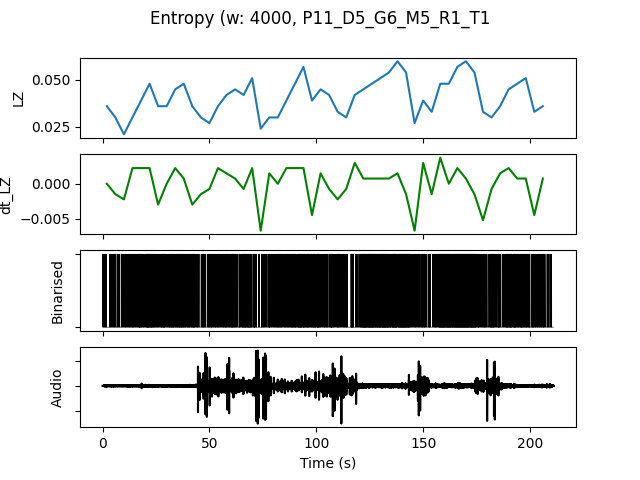 Entropy (w: 4000, P11_D5_G6_M5_R1_T1
LZ
0.050
0.025
dt_LZ
0.000
−0.005
Binarised
Audio
0
50
100
150
200
Time (s)